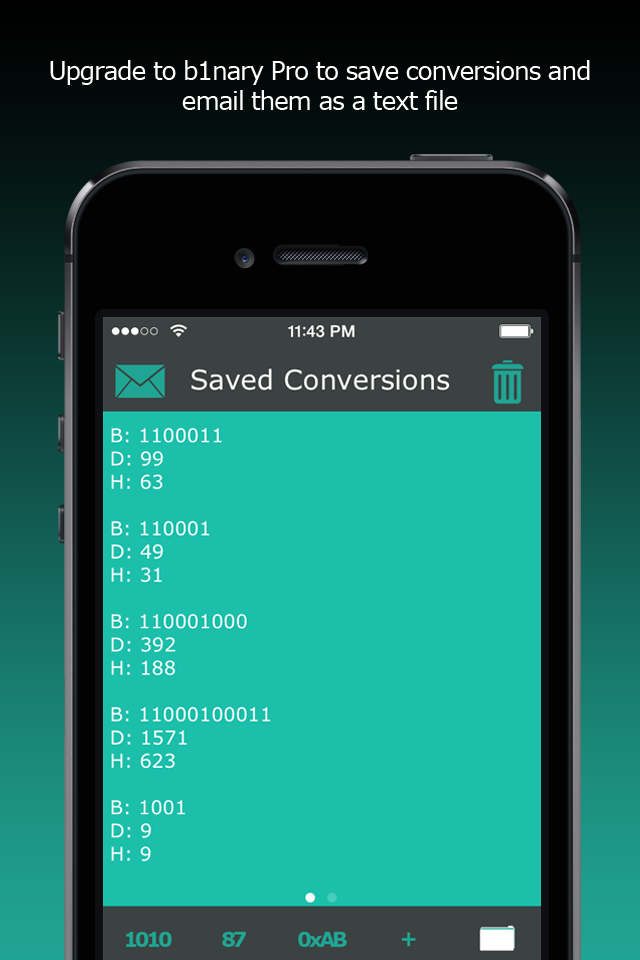 Upgrade to b1nary Pro to save conversions and
email them as a text file
11:43 PM
Saved Conversions
B: 1100011
D: 99
H: 63
B: 110001
D: 49
H: 31
B: 110001000
D: 392
H: 188
B: 11000100011
D: 1571
H: 623
B: 1001
D: 9
H: 9
1010 87 0xAB +